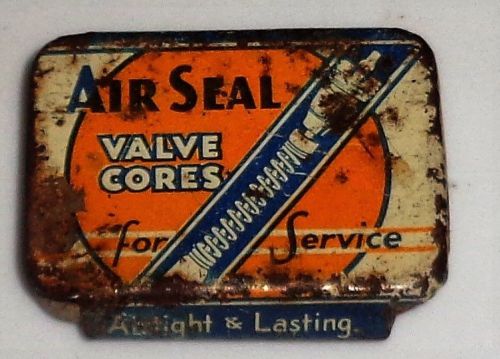 AIR SEAL
VALVE
CORES
for Service
Airtight & Lasting.